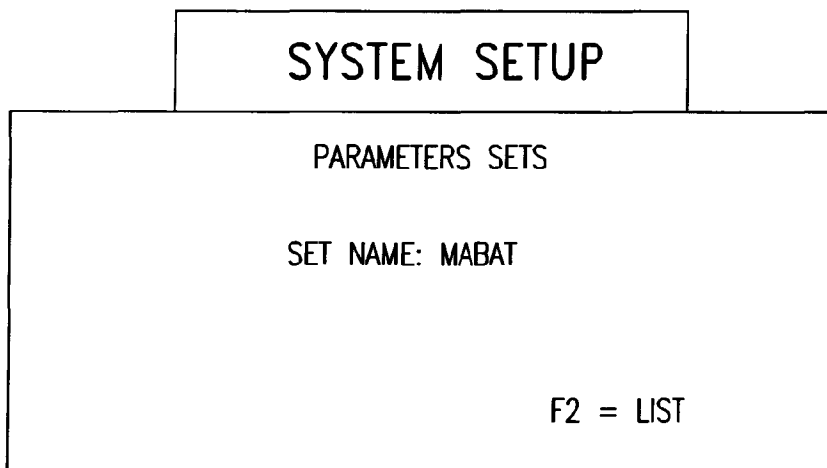 SYSTEM SETUP
PARAMETERS SETS
SET NAME: MABAT
F2 = LIST